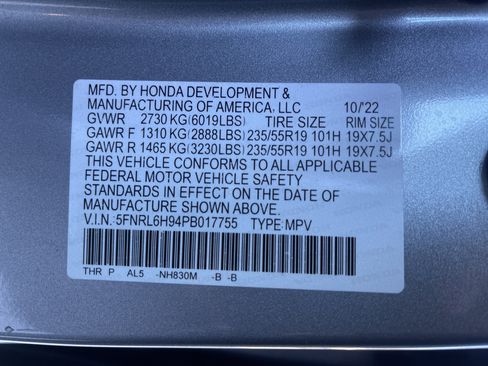 MFD. BY HONDA DEVELOPMENT &
MANUFACTURING OF AMERICA, LLC 10/'22
GVWR 2730 KG(6019LBS) TIRE SIZE RIM SIZE
GAWR F 1310 KG(2888LBS) 235/55R19 101H 19X7.5J
GAWR R 1465 KG(3230LBS) 235/55R19 101H 19X7.5J
THIS VEHICLE CONFORMS TO ALL APPLICABLE
FEDERAL MOTOR VEHICLE SAFETY
STANDARDS IN EFFECT ON THE DATE OF
MANUFACTURE SHOWN ABOVE.
V.I.N.:5FNRL6H94PB017755 TYPE:MPV
THR P AL5 -NH830M -B -B